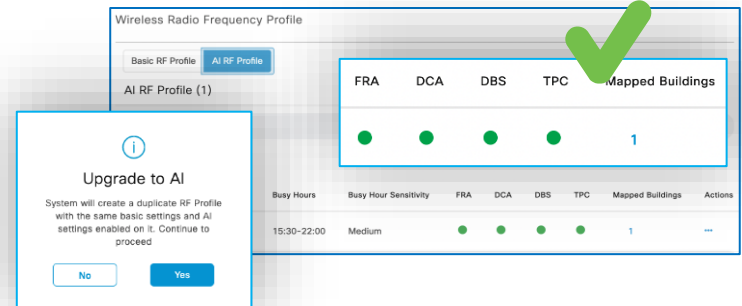 Wireless Radio Frequency Profile
Basic RF Profile AI RF Profile
AI RF Profile (1)
FRA DCA DBS TPC Mapped Buildings
1
Upgrade to AI
System will create a duplicate RF Profile
with the same basic settings and AI
settings enabled on it. Continue to
proceed
No Yes
Busy Hours Busy Hour Sensitivity FRA DCA DBS TPC Mapped Buildings Actions
15:30-22:00 Medium 1 ...